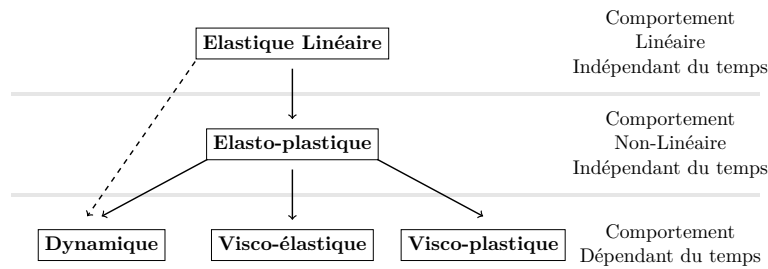 Elastique Linéaire
Comportement
Linéaire
Indépendant du temps
Elasto-plastique
Comportement
Non-Linéaire
Indépendant du temps
Dynamique
Visco-élastique
Visco-plastique
Comportement
Dépendant du temps